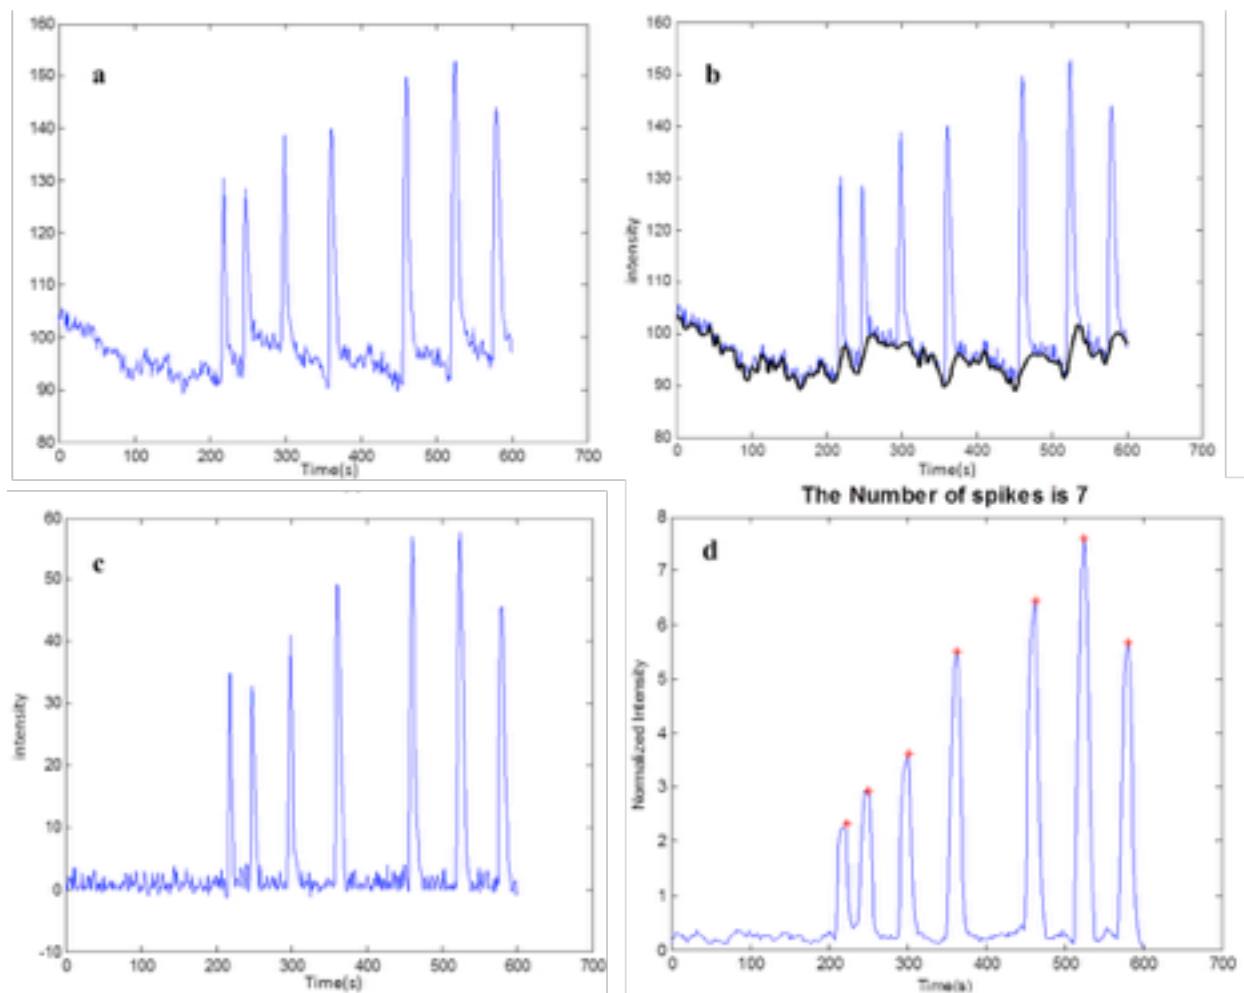 160
150
140
130
120
110
100
90
80
a
0 100 200 300 400 500 600 700
Time(s)
160
150
140
130
120
110
100
90
80
intensity
b
0 100 200 300 400 500 600 700
Time(s)
60
50
40
30
20
10
0
-10
intensity
c
0 100 200 300 400 500 600 700
Time(s)
The Number of spikes is 7
8
7
6
5
4
3
2
1
0
Normalized Intensity
d
0 100 200 300 400 500 600 700
Time(s)